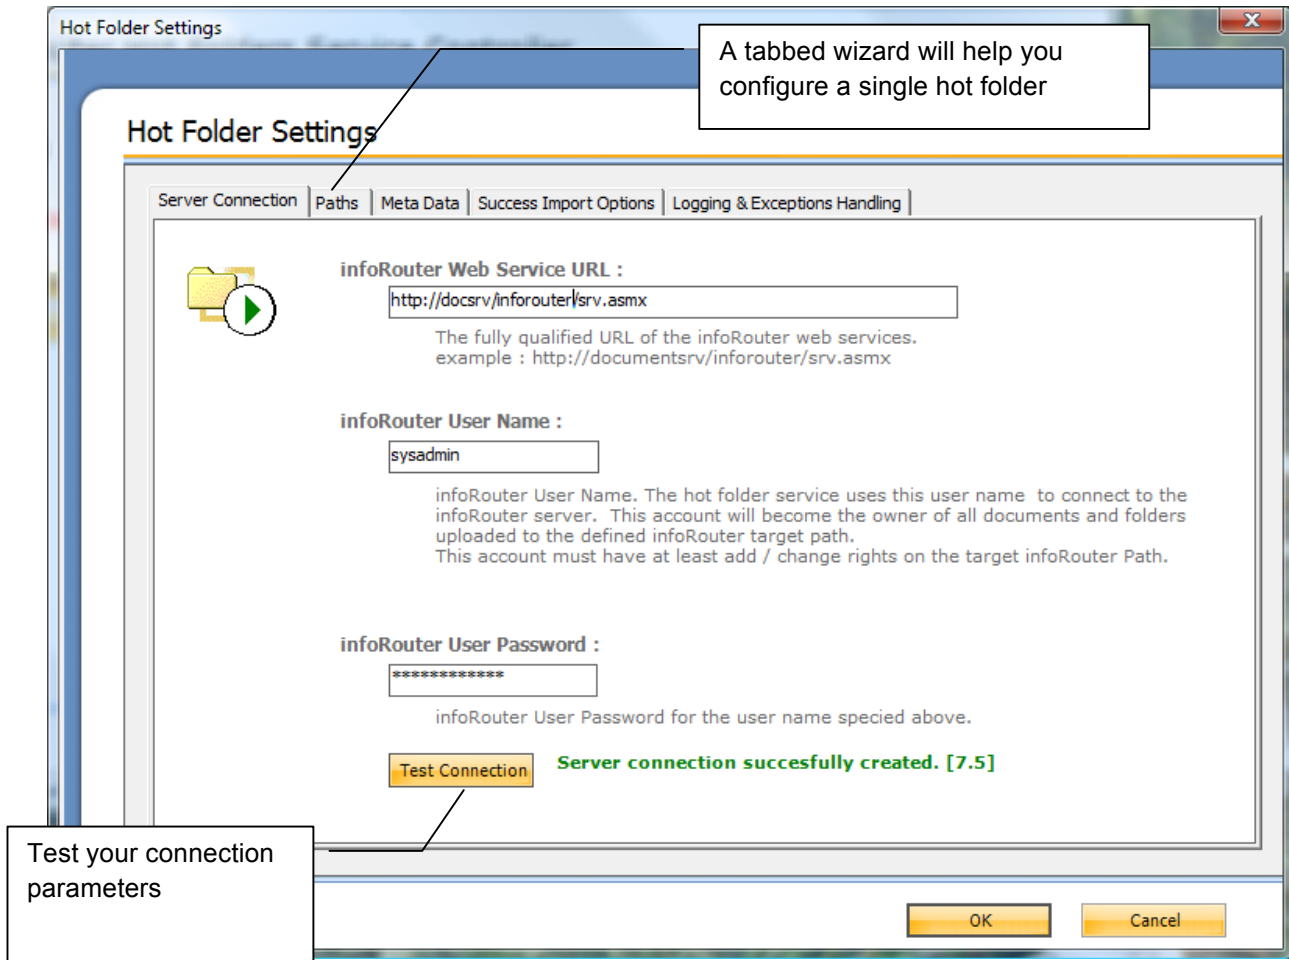 Hot Folder Settings
A tabbed wizard will help you
configure a single hot folder
Hot Folder Settings
Server Connection
Paths
Meta Data
Success Import Options
Logging & Exceptions Handling
infoRouter Web Service URL :
http://docsrv/inforouter/srv.asmx
The fully qualified URL of the infoRouter web services.
example : http://documentsrv/inforouter/srv.asmx
infoRouter User Name :
sysadmin
infoRouter User Name. The hot folder service uses this user name to connect to the
infoRouter server. This account will become the owner of all documents and folders
uploaded to the defined infoRouter target path.
This account must have at least add / change rights on the target infoRouter Path.
infoRouter User Password :
************
infoRouter User Password for the user name specied above.
Test Connection
Server connection succesfully created. [7.5]
Test your connection
parameters
OK
Cancel